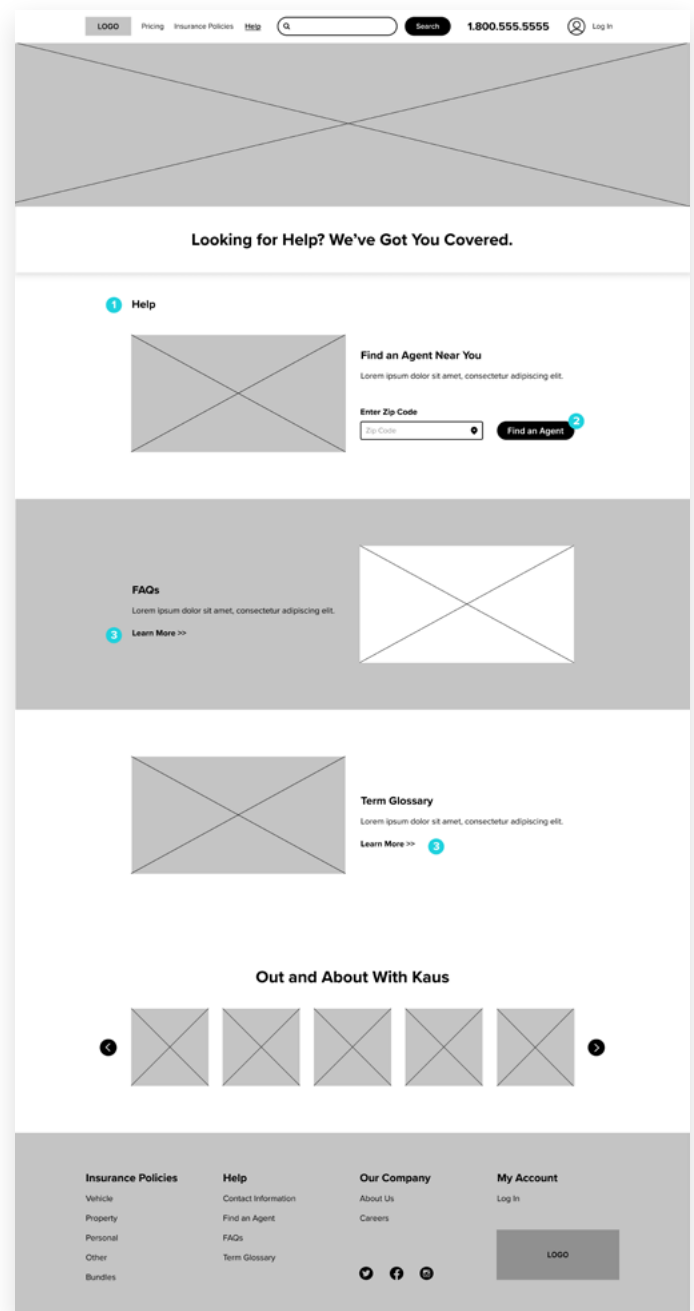 LOGO Pricing Insurance Policies Help Search 1.800.555.5555 Log In
Looking for Help? We’ve Got You Covered.
1 Help
Find an Agent Near You
Lorem ipsum dolor sit amet, consectetur adipiscing elit.
Enter Zip Code
Zip Code Find an Agent 2
FAQs
Lorem ipsum dolor sit amet, consectetur adipiscing elit.
3 Learn More >>
Term Glossary
Lorem ipsum dolor sit amet, consectetur adipiscing elit.
Learn More >> 3
Out and About With Kaus
Insurance Policies
Vehicle
Property
Personal
Other
Bundles
Help
Contact Information
Find an Agent
FAQs
Term Glossary
Our Company
About Us
Careers
My Account
Log In
LOGO